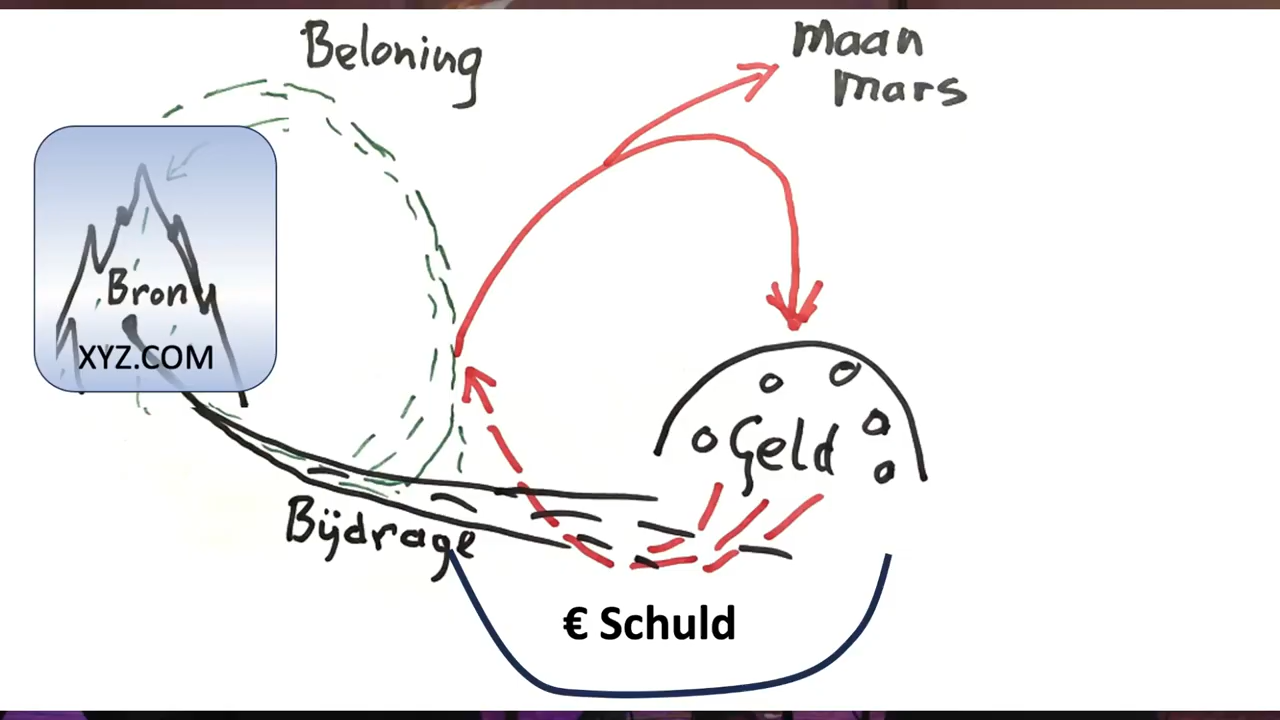 Beloning
Maan
Mars
Bron
XYZ.COM
Geld
Bijdrage
€ Schuld